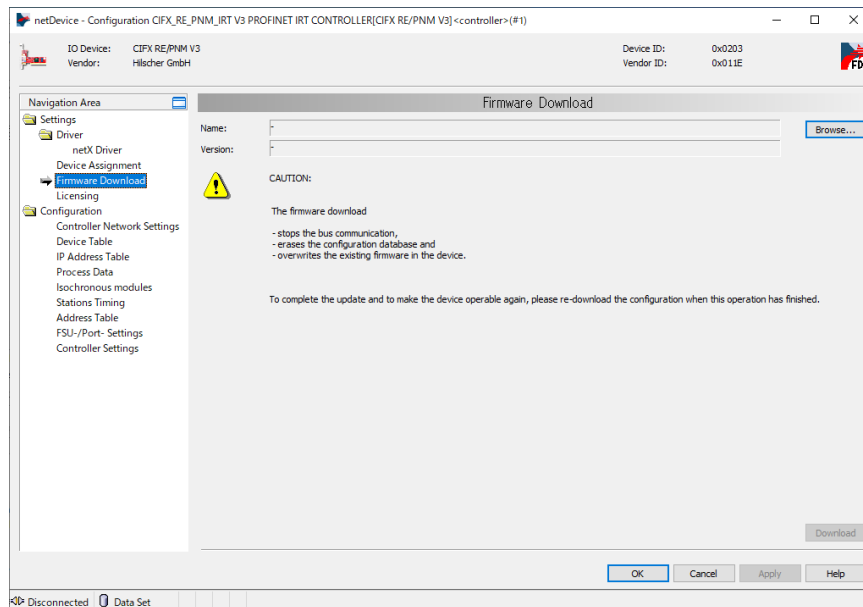 netDevice - Configuration CIFX_RE_PNM_IRT V3 PROFINET IRT CONTROLLER[CIFX RE/PNM V3]<controller>(#1)
IO Device: CIFX RE/PNM V3 Device ID: 0x0203
Vendor: Hilscher GmbH Vendor ID: 0x011E
FD
Navigation Area
Firmware Download
Settings
Driver
netX Driver
Device Assignment
Firmware Download
Licensing
Configuration
Controller Network Settings
Device Table
IP Address Table
Process Data
Isochronous modules
Stations Timing
Address Table
FSU-/Port- Settings
Controller Settings
Name: - Browse...
Version: -
CAUTION:
The firmware download
- stops the bus communication,
- erases the configuration database and
- overwrites the existing firmware in the device.
To complete the update and to make the device operable again, please re-download the configuration when this operation has finished.
Download
OK Cancel Apply Help
Disconnected Data Set